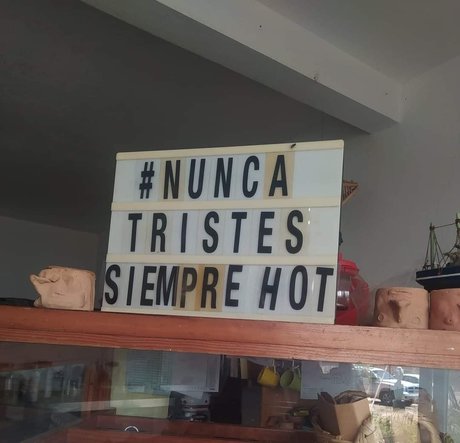 #NUNCA
TRISTES
SIEMPRE HOT